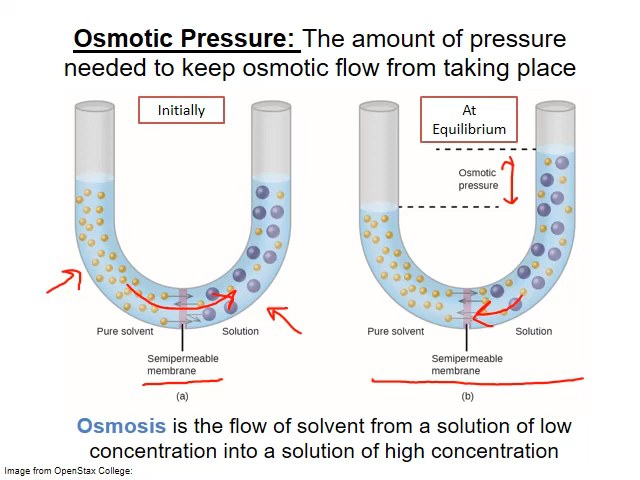 Osmotic Pressure: The amount of pressure
needed to keep osmotic flow from taking place
Initially
At
Equilibrium
Osmotic
pressure
Pure solvent
Solution
Semipermeable
membrane
(a)
Pure solvent
Solution
Semipermeable
membrane
(b)
Osmosis is the flow of solvent from a solution of low
concentration into a solution of high concentration
Image from OpenStax College: